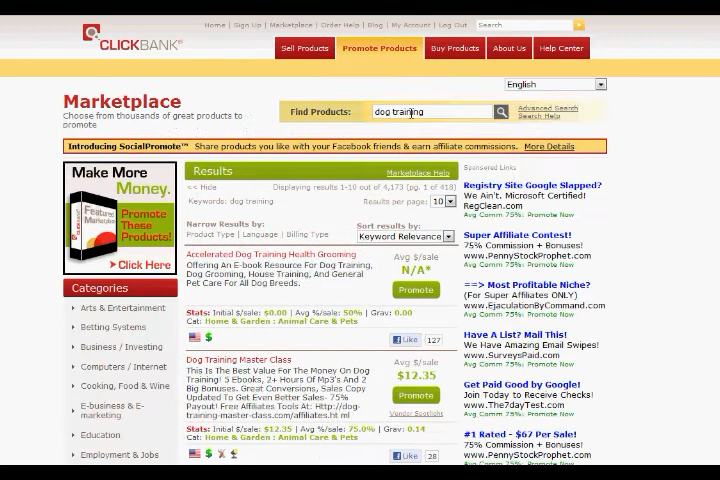 Home | Sign Up | Marketplace | Order Help | Blog | My Account | Log Out
Search
CLICKBANK®
Sell Products
Promote Products
Buy Products
About Us
Help Center
English
Marketplace
Choose from thousands of great products to
promote
Find Products:
dog training
Advanced Search
Search Help
Introducing SocialPromote™ Share products you like with your Facebook friends & earn affiliate commissions. More Details
Make More
Money.
Featured
Promote
These
Products!
Click Here
Categories
Arts & Entertainment
Betting Systems
Business / Investing
Computers / Internet
Cooking, Food & Wine
E-business & E-
marketing
Education
Employment & Jobs
Results
Marketplace Help
<< Hide
Displaying results 1-10 out of 4,173 (pg. 1 of 418)
Keywords: dog training
Results per page: 10
Narrow Results by:
Product Type | Language | Billing Type
Sort results by:
Keyword Relevance
Accelerated Dog Training Health Grooming
Offering An E-book Resource For Dog Training,
Dog Grooming, House Training, And General
Pet Care For All Dog Breeds.
Avg $/sale
N/A*
Promote
Stats: Initial $/sale: $0.00 | Avg %/sale: 50% | Grav: 0.00
Cat: Home & Garden : Animal Care & Pets
Like 127
Dog Training Master Class
This Is The Best Value For The Money On Dog
Training! 5 Ebooks, 2+ Hours Of Mp3's And 2
Big Bonuses. Great Conversions, Sales Copy
Updated To Get Even Better Sales- 75%
Payout! Free Affiliates Tools At: Http://dog-
training-master-class.com/affiliates.ht ml
Avg $/sale
$12.35
Promote
Vendor Spotlight
Stats: Initial $/sale: $12.35 | Avg %/sale: 75.0% | Grav: 0.14
Cat: Home & Garden : Animal Care & Pets
Like 28
Sponsored Links
Registry Site Google Slapped?
We Ain't. Microsoft Certified!
RegClean.com
Avg Comm 75%: Promote Now
Super Affiliate Contest!
75% Commission + Bonuses!
www.PennyStockProphet.com
Avg Comm 75%: Promote Now
==> Most Profitable Niche?
(For Super Affiliates ONLY)
www.EjaculationByCommand.com
Avg Comm 75%: Promote Now
Have A List? Mail This!
We Have Amazing Email Swipes!
www.SurveysPaid.com
Avg Comm 75%: Promote Now
Get Paid Good by Google!
Join Today to Receive Checks!
www.The7dayTest.com
Avg Comm 75%: Promote Now
#1 Rated - $67 Per Sale!
75% Commission + Bonuses!
www.PennyStockProphet.com